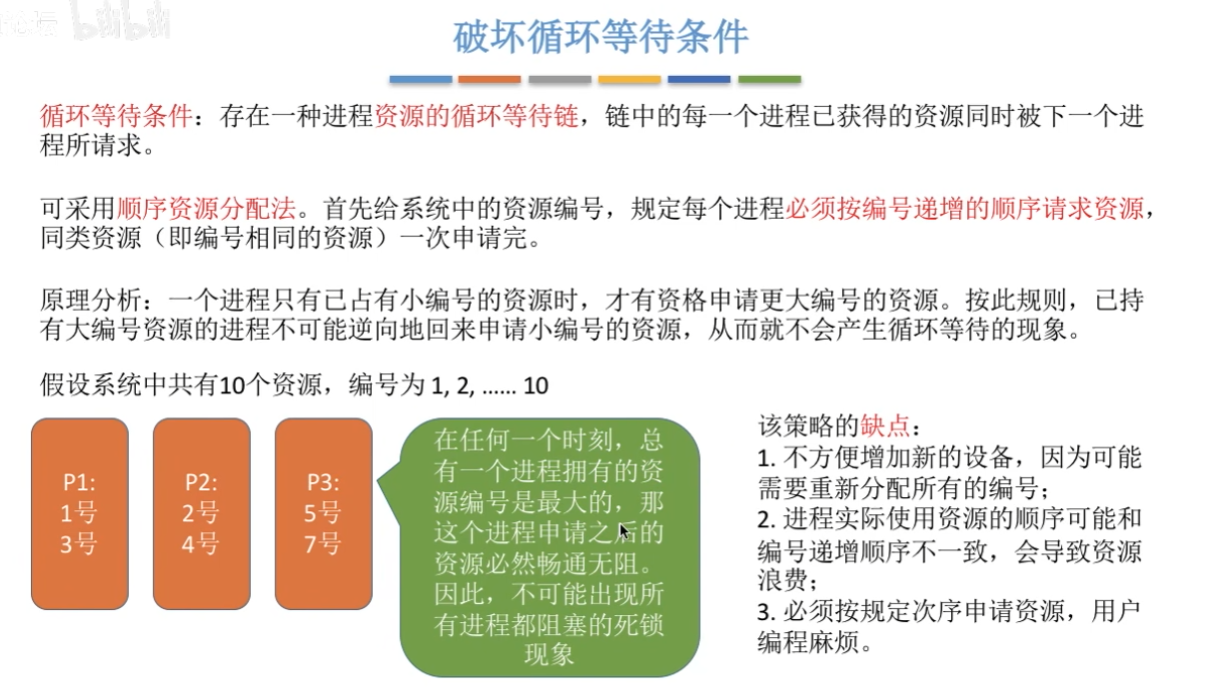 bilibili
破坏循环等待条件
循环等待条件：存在一种进程资源的循环等待链，链中的每一个进程已获得的资源同时被下一个进
程所请求。
可采用顺序资源分配法。首先给系统中的资源编号，规定每个进程必须按编号递增的顺序请求资源，
同类资源（即编号相同的资源）一次申请完。
原理分析：一个进程只有已占有小编号的资源时，才有资格申请更大编号的资源。按此规则，已持
有大编号资源的进程不可能逆向地回来申请小编号的资源，从而就不会产生循环等待的现象。
假设系统中共有10个资源，编号为 1, 2, …… 10
P1:
1号
3号
P2:
2号
4号
P3:
5号
7号
在任何一个时刻，总
有一个进程拥有的资
源编号是最大的，那
这个进程申请之后的
资源必然畅通无阻。
因此，不可能出现所
有进程都阻塞的死锁
现象
该策略的缺点：
1. 不方便增加新的设备，因为可能
需要重新分配所有的编号；
2. 进程实际使用资源的顺序可能和
编号递增顺序不一致，会导致资源
浪费；
3. 必须按规定次序申请资源，用户
编程麻烦。